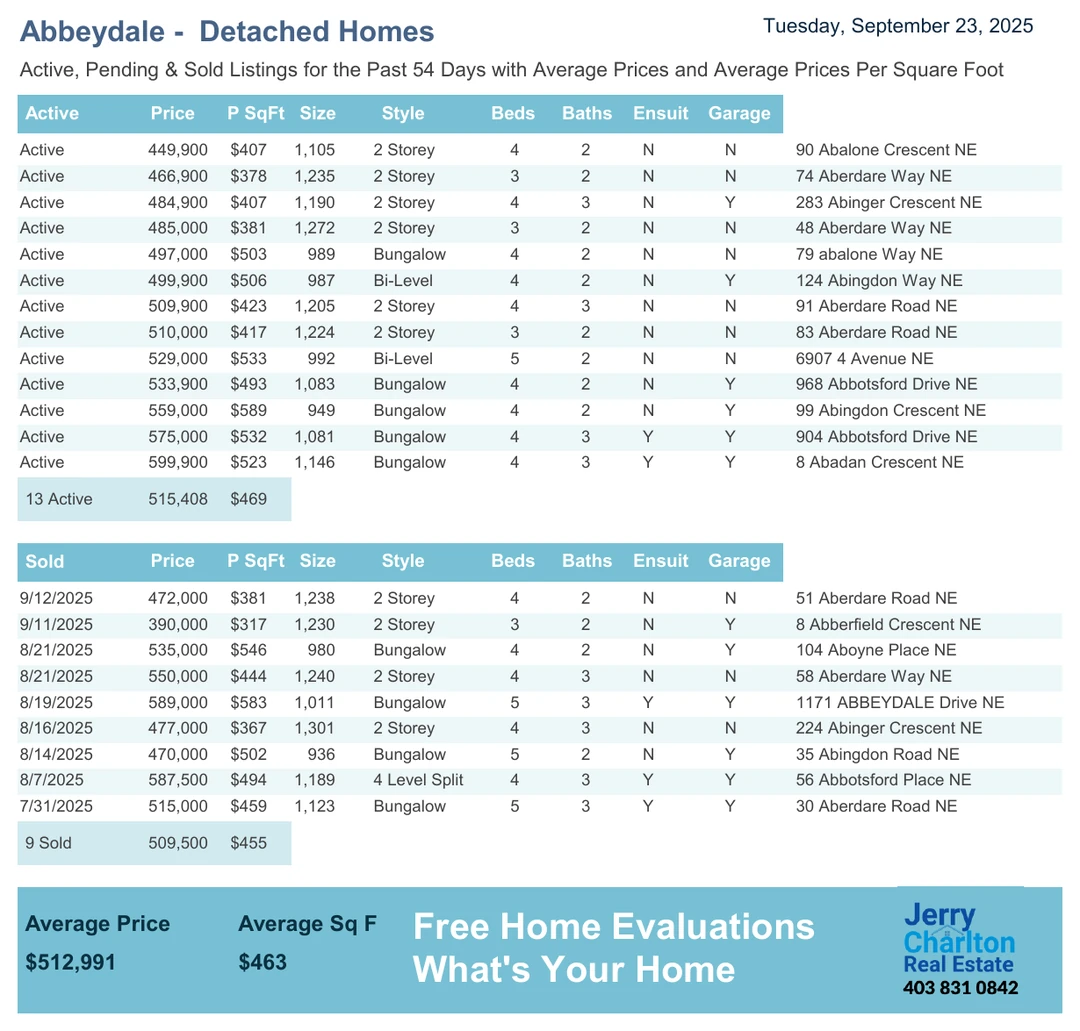 Abbeydale - Detached Homes
Tuesday, September 23, 2025
Active, Pending & Sold Listings for the Past 54 Days with Average Prices and Average Prices Per Square Foot
Active Price P SqFt Size Style Beds Baths Ensuit Garage
Active 449,900 $407 1,105 2 Storey 4 2 N N 90 Abalone Crescent NE
Active 466,900 $378 1,235 2 Storey 3 2 N N 74 Aberdare Way NE
Active 484,900 $407 1,190 2 Storey 4 3 N Y 283 Abinger Crescent NE
Active 485,000 $381 1,272 2 Storey 3 2 N N 48 Aberdare Way NE
Active 497,000 $503 989 Bungalow 4 2 N N 79 abalone Way NE
Active 499,900 $506 987 Bi-Level 4 2 N Y 124 Abingdon Way NE
Active 509,900 $423 1,205 2 Storey 4 3 N N 91 Aberdare Road NE
Active 510,000 $417 1,224 2 Storey 3 2 N N 83 Aberdare Road NE
Active 529,000 $533 992 Bi-Level 5 2 N N 6907 4 Avenue NE
Active 533,900 $493 1,083 Bungalow 4 2 N Y 968 Abbotsford Drive NE
Active 559,000 $589 949 Bungalow 4 2 N Y 99 Abingdon Crescent NE
Active 575,000 $532 1,081 Bungalow 4 3 Y Y 904 Abbotsford Drive NE
Active 599,900 $523 1,146 Bungalow 4 3 Y Y 8 Abadan Crescent NE
13 Active 515,408 $469
Sold Price P SqFt Size Style Beds Baths Ensuit Garage
9/12/2025 472,000 $381 1,238 2 Storey 4 2 N N 51 Aberdare Road NE
9/11/2025 390,000 $317 1,230 2 Storey 3 2 N Y 8 Abberfield Crescent NE
8/21/2025 535,000 $546 980 Bungalow 4 2 N Y 104 Aboyne Place NE
8/21/2025 550,000 $444 1,240 2 Storey 4 3 N N 58 Aberdare Way NE
8/19/2025 589,000 $583 1,011 Bungalow 5 3 Y Y 1171 ABBEYDALE Drive NE
8/16/2025 477,000 $367 1,301 2 Storey 4 3 N N 224 Abinger Crescent NE
8/14/2025 470,000 $502 936 Bungalow 5 2 N Y 35 Abingdon Road NE
8/7/2025 587,500 $494 1,189 4 Level Split 4 3 Y Y 56 Abbotsford Place NE
7/31/2025 515,000 $459 1,123 Bungalow 5 3 Y Y 30 Aberdare Road NE
9 Sold 509,500 $455
Average Price Average Sq F
$512,991 $463
Free Home Evaluations
What's Your Home
Jerry
Charlton
Real Estate
403 831 0842